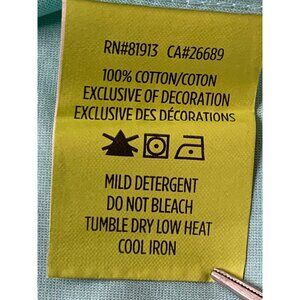 RN#81913 CA#26689
100% COTTON/COTON
EXCLUSIVE OF DECORATION
EXCLUSIVE DES DÉCORATIONS
MILD DETERGENT
DO NOT BLEACH
TUMBLE DRY LOW HEAT
COOL IRON